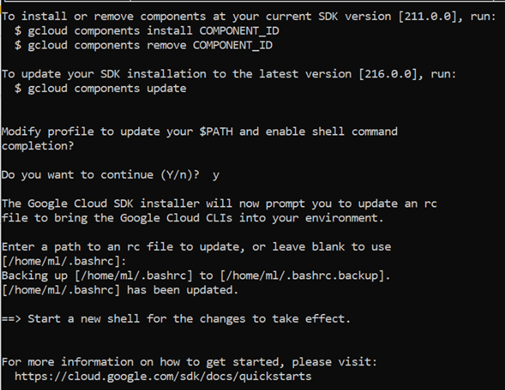 To install or remove components at your current SDK version [211.0.0], run:
$ gcloud components install COMPONENT_ID
$ gcloud components remove COMPONENT_ID
To update your SDK installation to the latest version [216.0.0], run:
$ gcloud components update
Modify profile to update your $PATH and enable shell command
completion?
Do you want to continue (Y/n)?  y
The Google Cloud SDK installer will now prompt you to update an rc
file to bring the Google Cloud CLIs into your environment.
Enter a path to an rc file to update, or leave blank to use
[/home/ml/.bashrc]:
Backing up [/home/ml/.bashrc] to [/home/ml/.bashrc.backup].
[/home/ml/.bashrc] has been updated.
==> Start a new shell for the changes to take effect.
For more information on how to get started, please visit:
https://cloud.google.com/sdk/docs/quickstarts